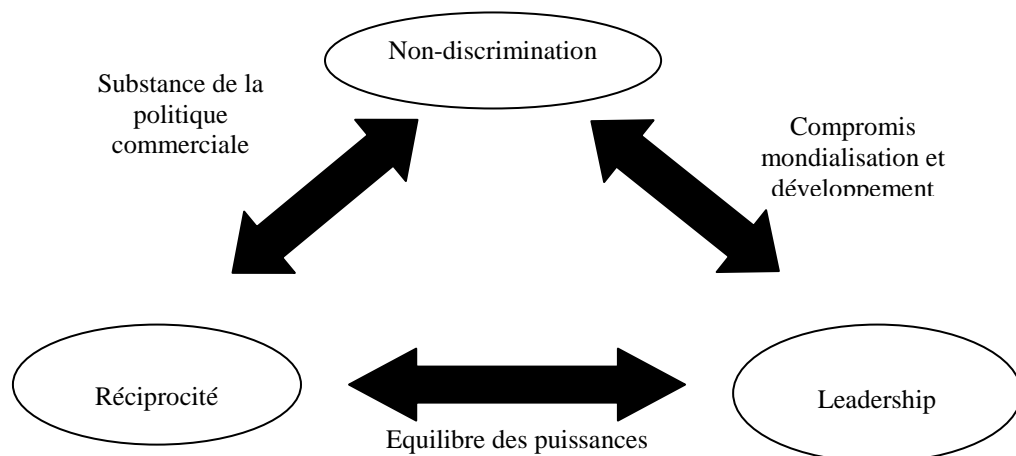 Non-discrimination
Substance de la
politique
commerciale
Compromis
mondialisation et
développement
Réciprocité
Leadership
Equilibre des puissances